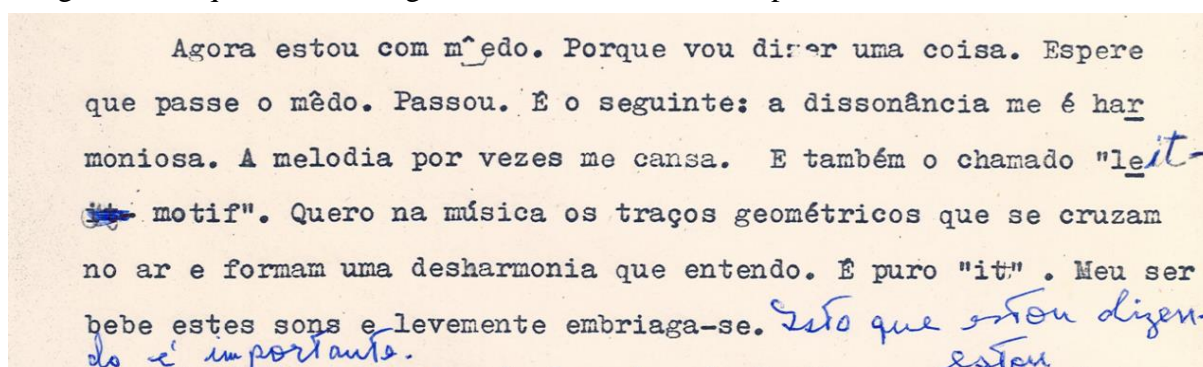 Agora estou com mêdo. Porque vou dizer uma coisa. Espere
que passe o mêdo. Passou. É o seguinte: a dissonância me é har
moniosa. A melodia por vezes me cansa. E também o chamado "leit-
motif". Quero na música os traços geométricos que se cruzam
no ar e formam uma desharmonia que entendo. É puro "it" . Meu ser
bebe estes sons e levemente embriaga-se. Isto que estou dizen-
do é importante. estou